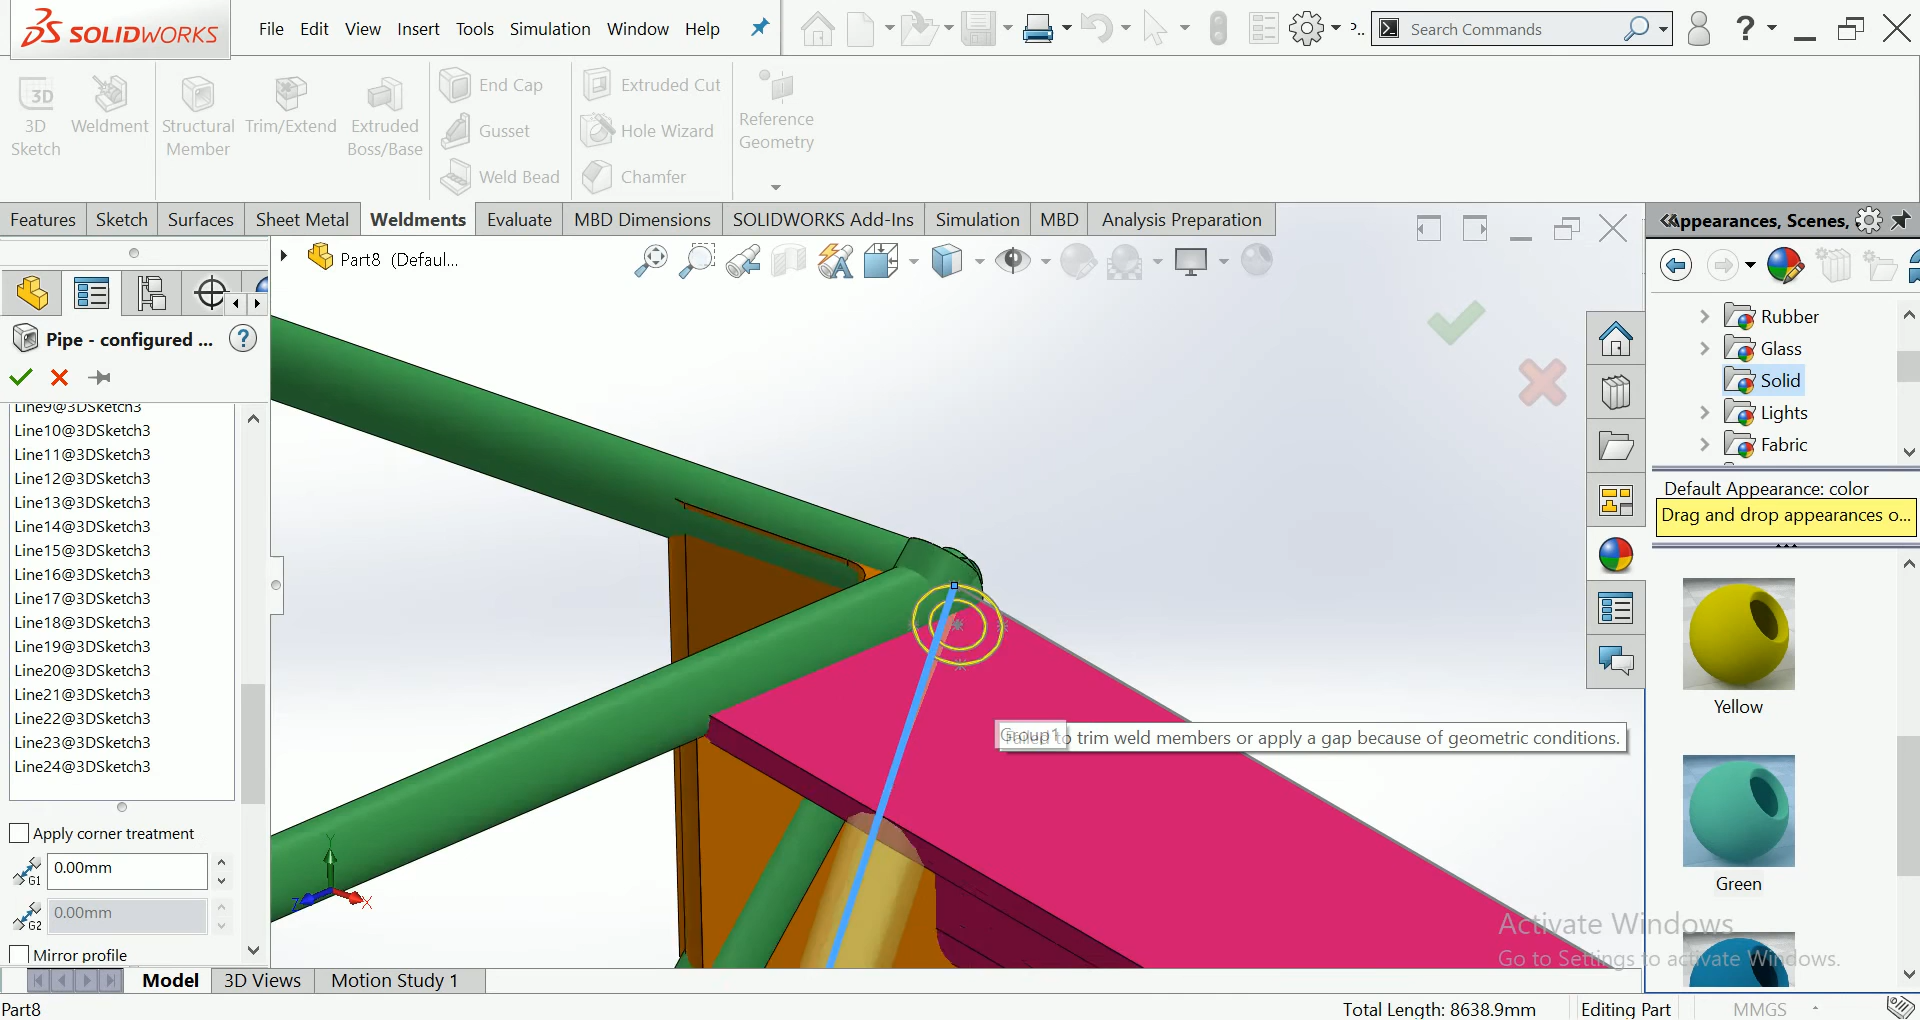 SOLIDWORKS
File Edit View Insert Tools Simulation Window Help
P..
Search Commands
3D Sketch
Weldment
Structural Member
Trim/Extend
Extruded Boss/Base
End Cap
Gusset
Weld Bead
Extruded Cut
Hole Wizard
Chamfer
Reference Geometry
Features Sketch Surfaces Sheet Metal Weldments Evaluate MBD Dimensions SOLIDWORKS Add-Ins Simulation MBD Analysis Preparation
Part8 (Defaul...
Pipe - configured ...
Line9@3DSketch3
Line10@3DSketch3
Line11@3DSketch3
Line12@3DSketch3
Line13@3DSketch3
Line14@3DSketch3
Line15@3DSketch3
Line16@3DSketch3
Line17@3DSketch3
Line18@3DSketch3
Line19@3DSketch3
Line20@3DSketch3
Line21@3DSketch3
Line22@3DSketch3
Line23@3DSketch3
Line24@3DSketch3
Apply corner treatment
G1 0.00mm
G2 0.00mm
Mirror profile
Y
Z
X
Group1
to trim weld members or apply a gap because of geometric conditions.
Appearances, Scenes,
Rubber
Glass
Solid
Lights
Fabric
Default Appearance: color
Drag and drop appearances o...
Yellow
Green
Activate Windows
Go to Settings to activate Windows.
Model 3D Views Motion Study 1
Part8
Total Length: 8638.9mm
Editing Part
MMGS